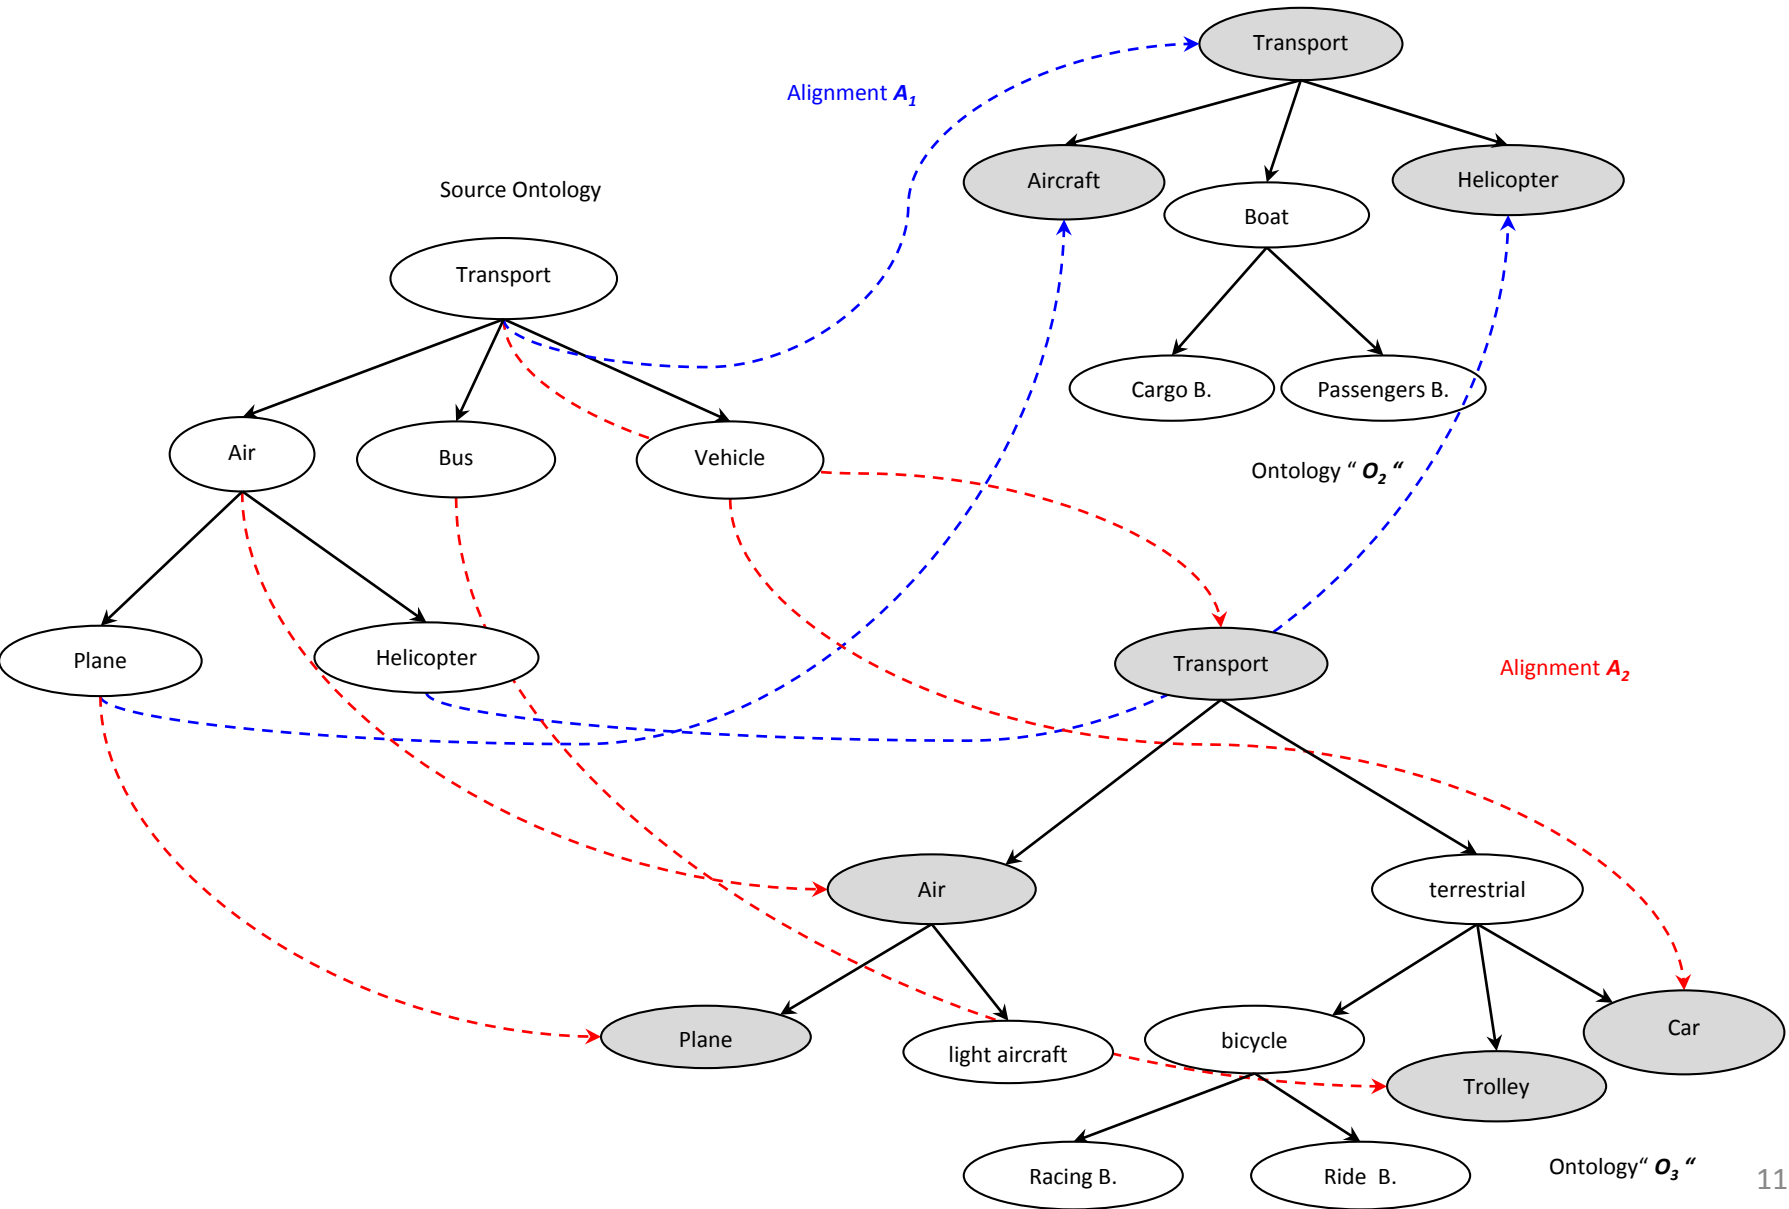 Transport
Alignment A1
Aircraft
Helicopter
Source Ontology
Boat
Transport
Cargo B.
Passengers B.
Air
Bus
Vehicle
Ontology “ O2 “
Plane
Helicopter
Transport
Alignment A2
Air
terrestrial
Plane
light aircraft
bicycle
Car
Trolley
Racing B.
Ride B.
Ontology“ O3 “
11